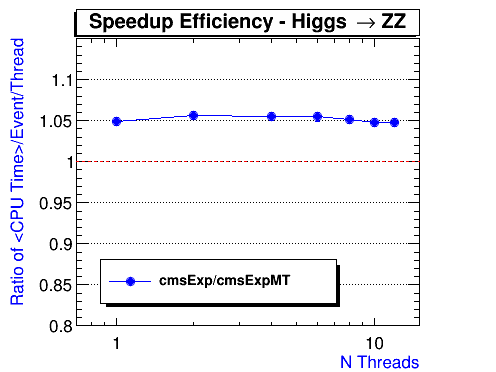 Speedup Efficiency - Higgs → ZZ
Ratio of <CPU Time>/Event/Thread
1.1
1.05
1
0.95
0.9
0.85
0.8
cmsExp/cmsExpMT
1
10
N Threads